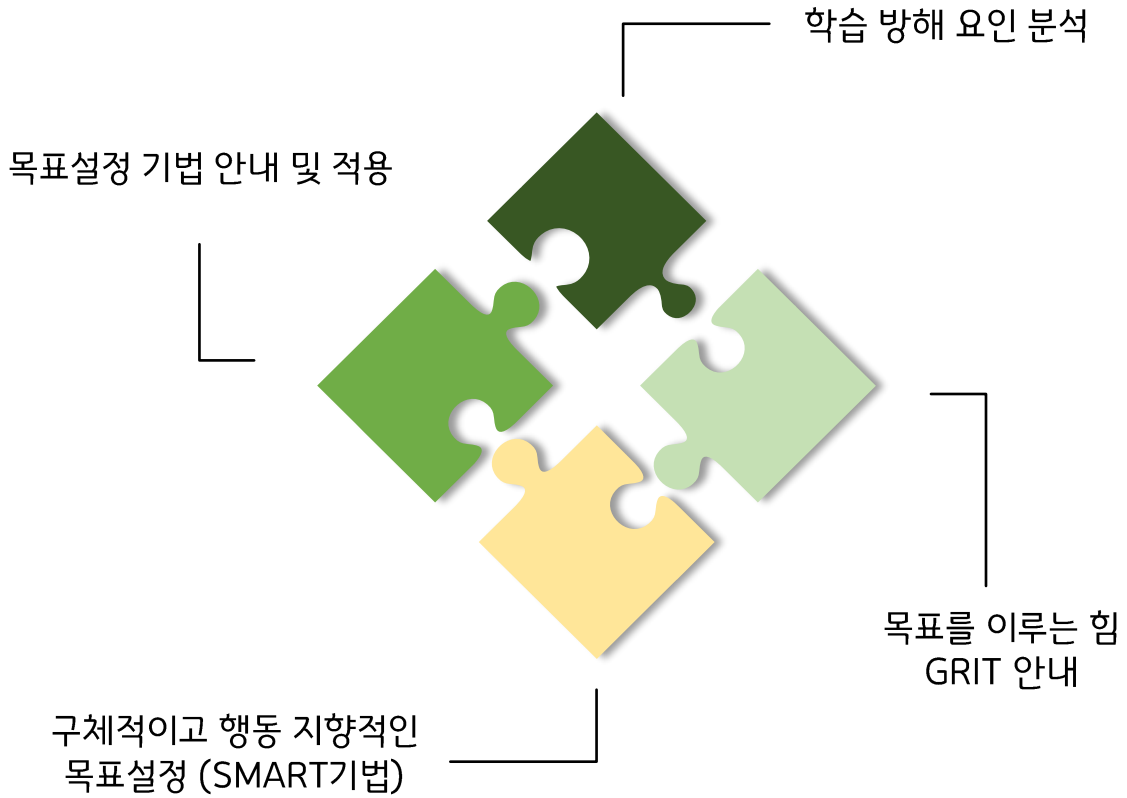 학습 방해 요인 분석
목표설정 기법 안내 및 적용
목표를 이루는 힘
GRIT 안내
구체적이고 행동 지향적인
목표설정 (SMART기법)